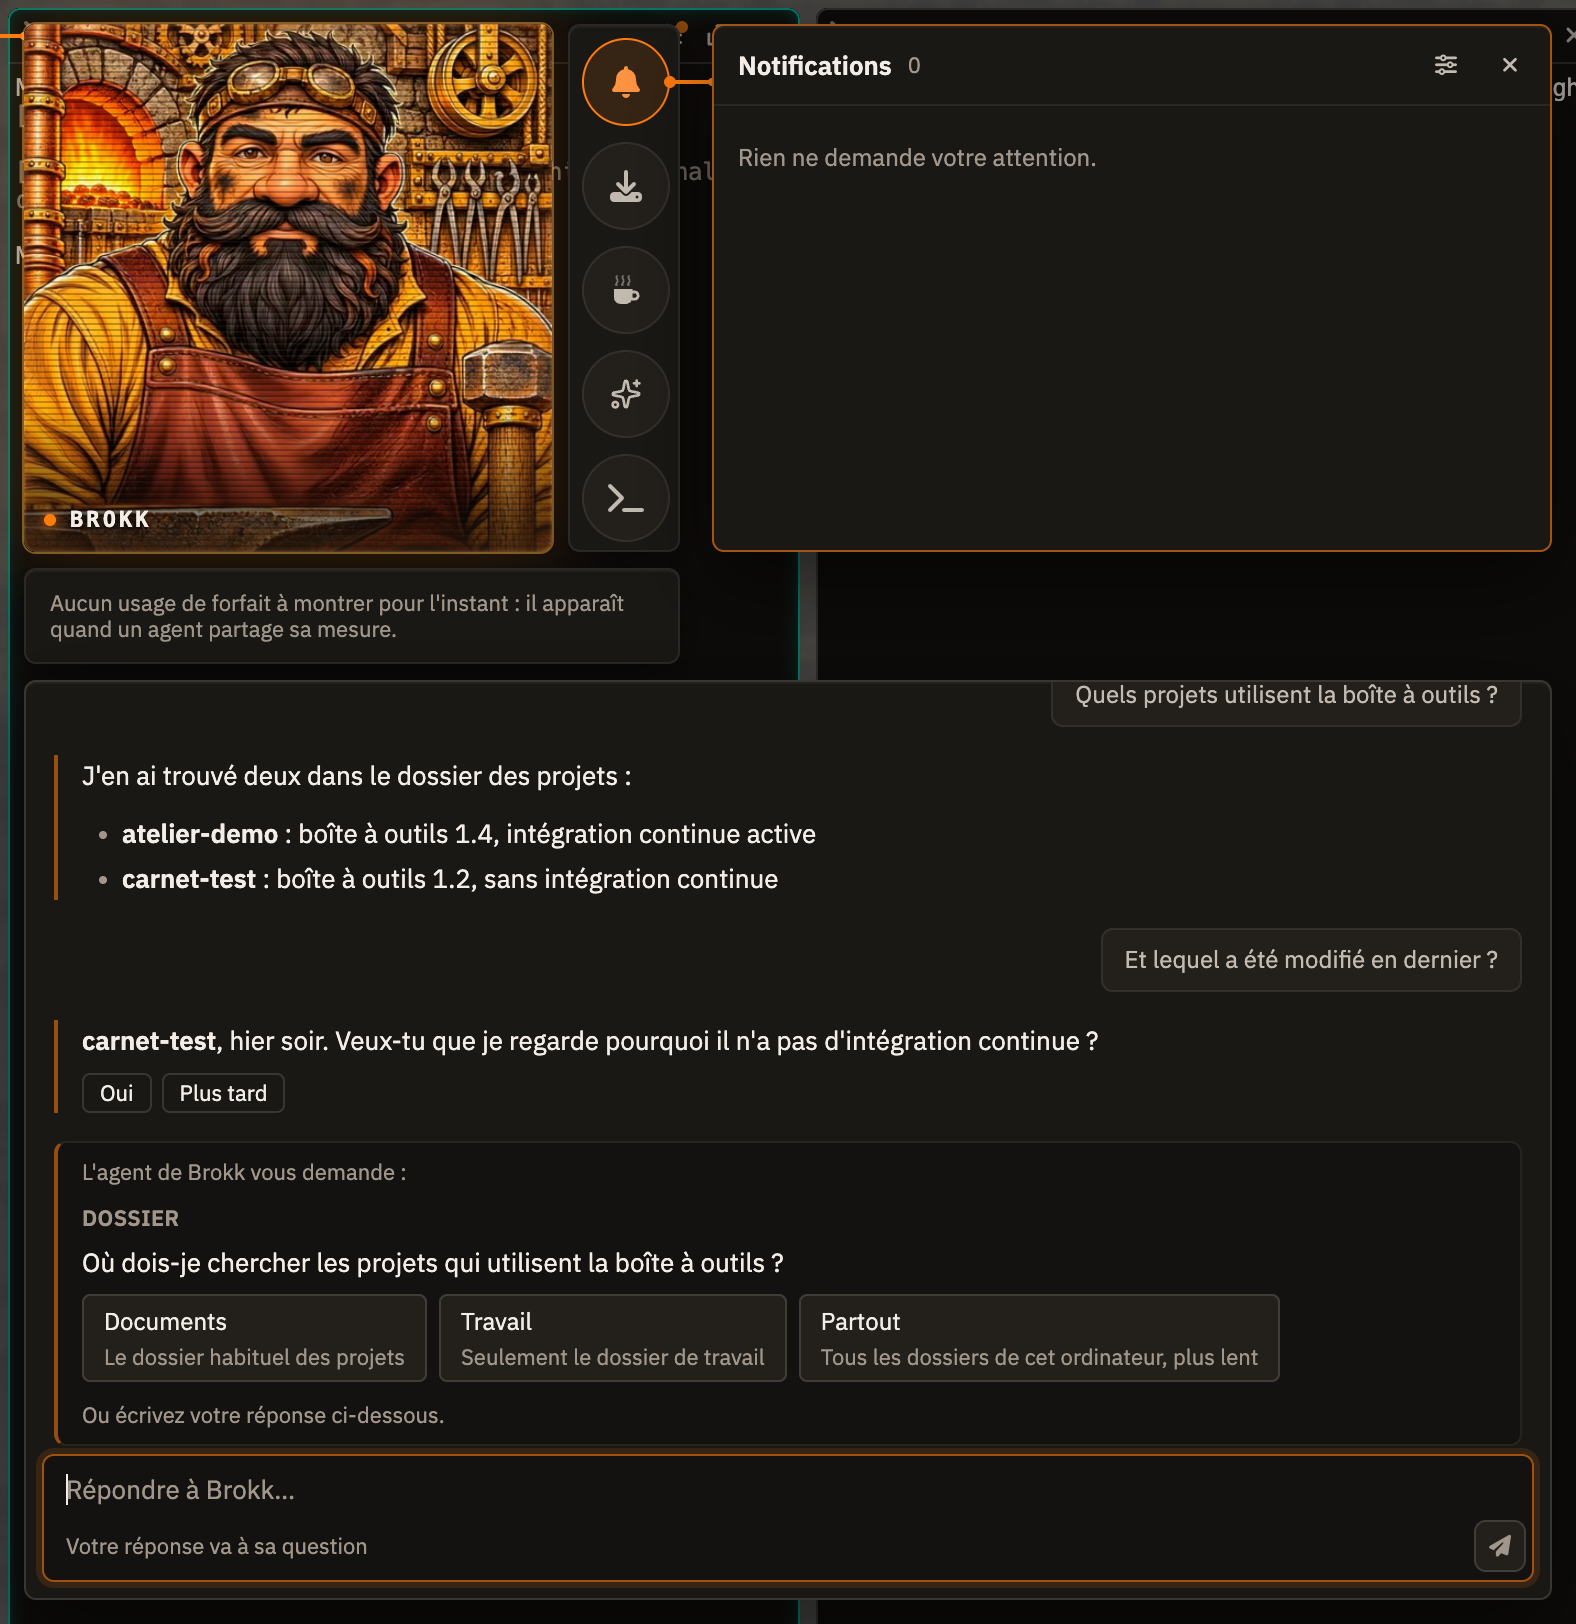 Notifications 0
Rien ne demande votre attention.
BROKK
Aucun usage de forfait à montrer pour l'instant : il apparaît
quand un agent partage sa mesure.
Quels projets utilisent la boîte à outils ?
J'en ai trouvé deux dans le dossier des projets :
• atelier-demo : boîte à outils 1.4, intégration continue active
• carnet-test : boîte à outils 1.2, sans intégration continue
Et lequel a été modifié en dernier ?
carnet-test, hier soir. Veux-tu que je regarde pourquoi il n'a pas d'intégration continue ?
Oui Plus tard
L'agent de Brokk vous demande :
DOSSIER
Où dois-je chercher les projets qui utilisent la boîte à outils ?
Documents
Le dossier habituel des projets
Travail
Seulement le dossier de travail
Partout
Tous les dossiers de cet ordinateur, plus lent
Ou écrivez votre réponse ci-dessous.
Répondre à Brokk...
Votre réponse va à sa question